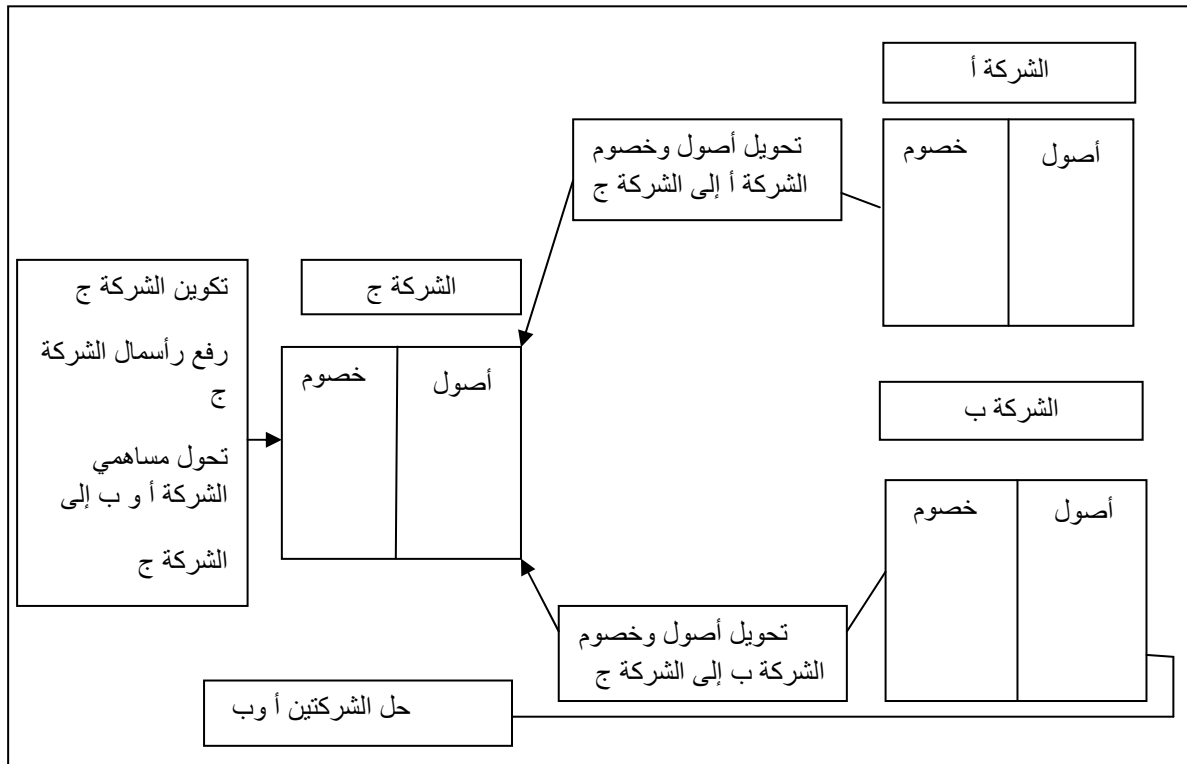 الشركة أ
أصول
خصوم
تحويل أصول وخصوم
الشركة أ إلى الشركة ج
الشركة ج
أصول
خصوم
تكوين الشركة ج
رفع رأسمال الشركة
ج
تحول مساهمي
الشركة أ و ب إلى
الشركة ج
الشركة ب
أصول
خصوم
تحويل أصول وخصوم
الشركة ب إلى الشركة ج
حل الشركتين أ وب